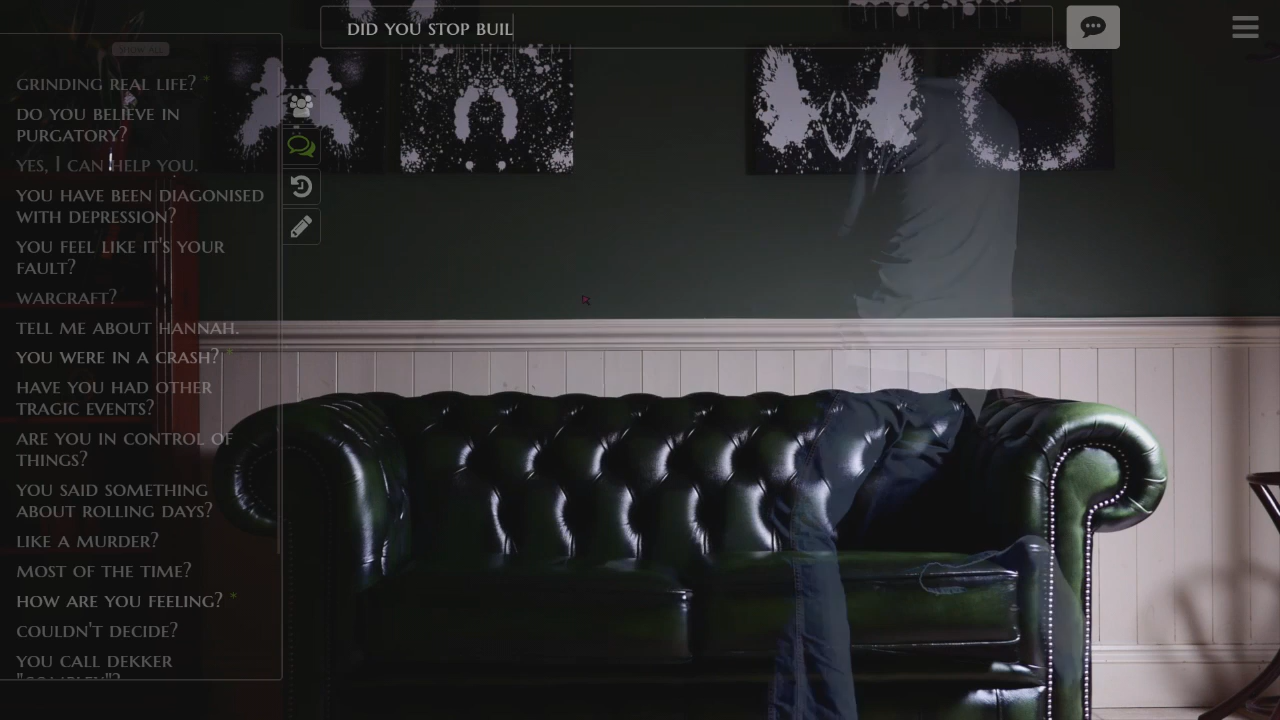 DID YOU STOP BUIL
SHOW ALL
GRINDING REAL LIFE? *
DO YOU BELIEVE IN
PURGATORY?
YES, I CAN HELP YOU.
YOU HAVE BEEN DIAGONISED
WITH DEPRESSION?
YOU FEEL LIKE IT'S YOUR
FAULT?
WARCRAFT?
TELL ME ABOUT HANNAH.
YOU WERE IN A CRASH? *
HAVE YOU HAD OTHER
TRAGIC EVENTS?
ARE YOU IN CONTROL OF
THINGS?
YOU SAID SOMETHING
ABOUT ROLLING DAYS?
LIKE A MURDER?
MOST OF THE TIME?
HOW ARE YOU FEELING? *
COULDN'T DECIDE?
YOU CALL DEKKER